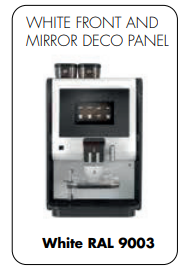 WHITE FRONT AND
MIRROR DECO PANEL
White RAL 9003